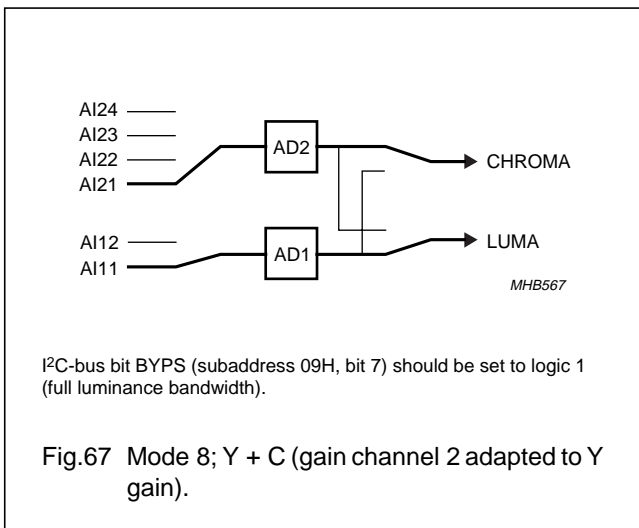 AI24
AI23
AI22
AI21
AD2
CHROMA
AI12
AI11
AD1
LUMA
MHB567
I²C-bus bit BYPS (subaddress 09H, bit 7) should be set to logic 1
(full luminance bandwidth).
Fig.67 Mode 8; Y + C (gain channel 2 adapted to Y
gain).